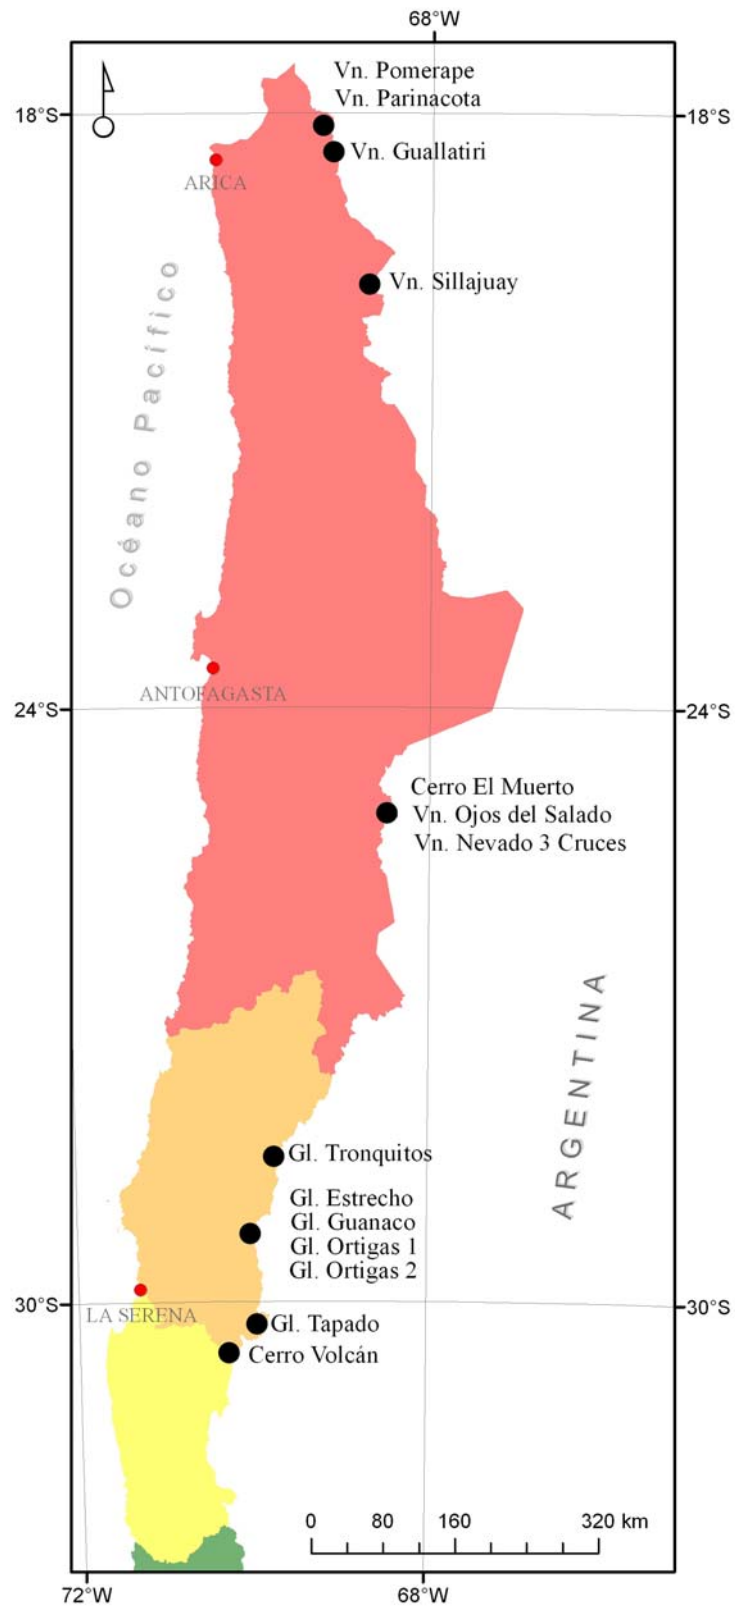 68°W
Vn. Pomerape
Vn. Parinacota
18°S
18°S
Vn. Guallatiri
ARICA
Vn. Sillajuay
Océano Pacífico
ANTOFAGASTA
24°S
24°S
Cerro El Muerto
Vn. Ojos del Salado
Vn. Nevado 3 Cruces
ARGENTINA
Gl. Tronquitos
Gl. Estrecho
Gl. Guanaco
Gl. Ortigas 1
Gl. Ortigas 2
30°S
30°S
LA SERENA
Gl. Tapado
Cerro Volcán
0 80 160 320 km
72°W
68°W